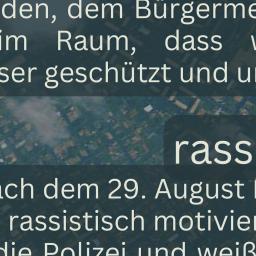 den, dem Bürgerme
im Raum, dass
ser geschützt und
rass
ach dem 29. August
rassistisch motivier
die Polizei und weiß